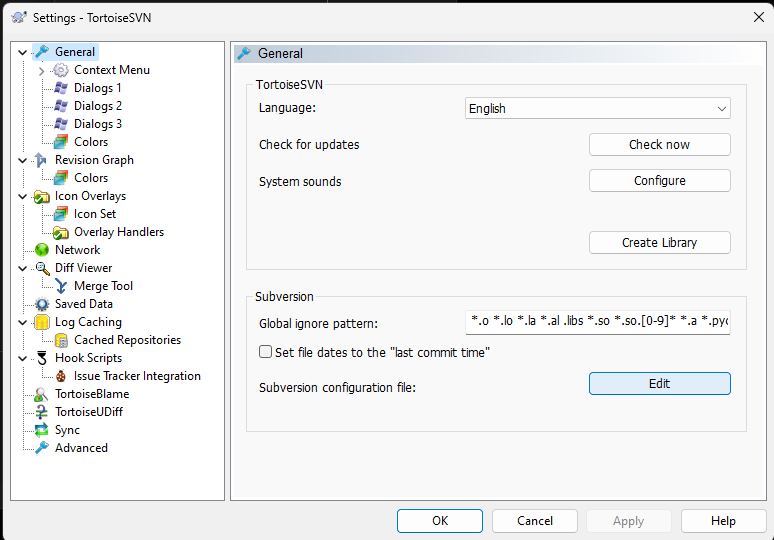 Settings - TortoiseSVN
General
Context Menu
Dialogs 1
Dialogs 2
Dialogs 3
Colors
Revision Graph
Colors
Icon Overlays
Icon Set
Overlay Handlers
Network
Diff Viewer
Merge Tool
Saved Data
Log Caching
Cached Repositories
Hook Scripts
Issue Tracker Integration
TortoiseBlame
TortoiseUDiff
Sync
Advanced
General
TortoiseSVN
Language: English
Check for updates Check now
System sounds Configure
Create Library
Subversion
Global ignore pattern: *.o *.lo *.la *.al .libs *.so *.so.[0-9]* *.a *.pyc
Set file dates to the "last commit time"
Subversion configuration file: Edit
OK Cancel Apply Help